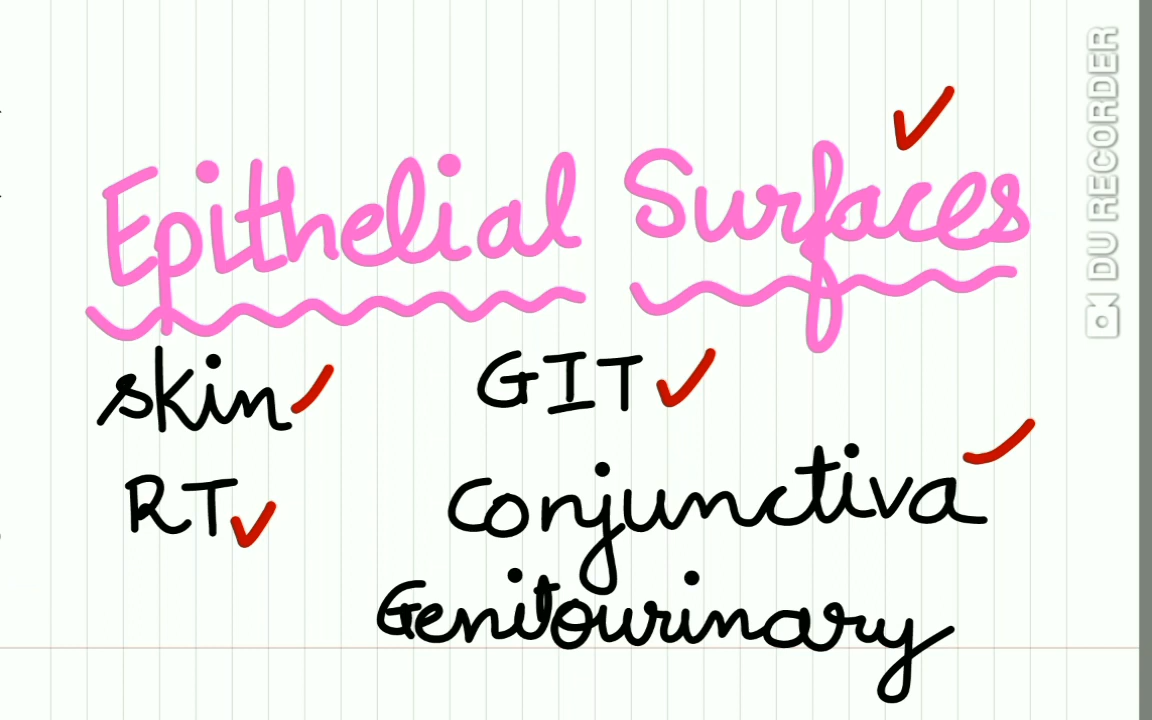 Epithelial Surfaces
skin GIT
RT Conjunctiva
Genitourinary
DU RECORDER